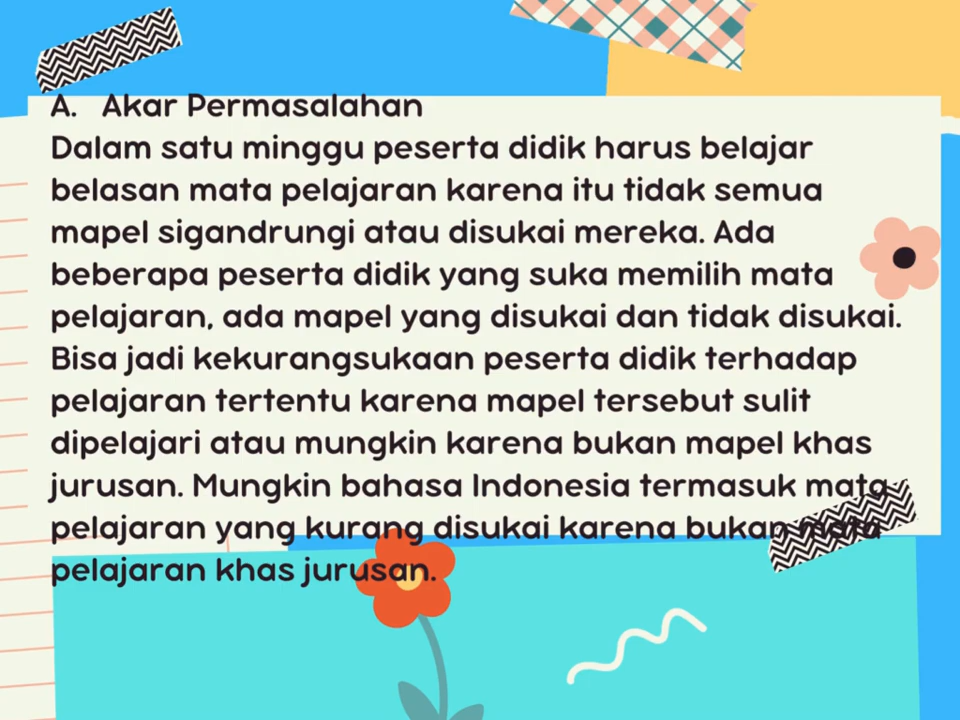 A. Akar Permasalahan
Dalam satu minggu peserta didik harus belajar
belasan mata pelajaran karena itu tidak semua
mapel sigandrungi atau disukai mereka. Ada
beberapa peserta didik yang suka memilih mata
pelajaran, ada mapel yang disukai dan tidak disukai.
Bisa jadi kekurangsukaan peserta didik terhadap
pelajaran tertentu karena mapel tersebut sulit
dipelajari atau mungkin karena bukan mapel khas
jurusan. Mungkin bahasa Indonesia termasuk mata
pelajaran yang kurang disukai karena bukan mata
pelajaran khas jurusan.